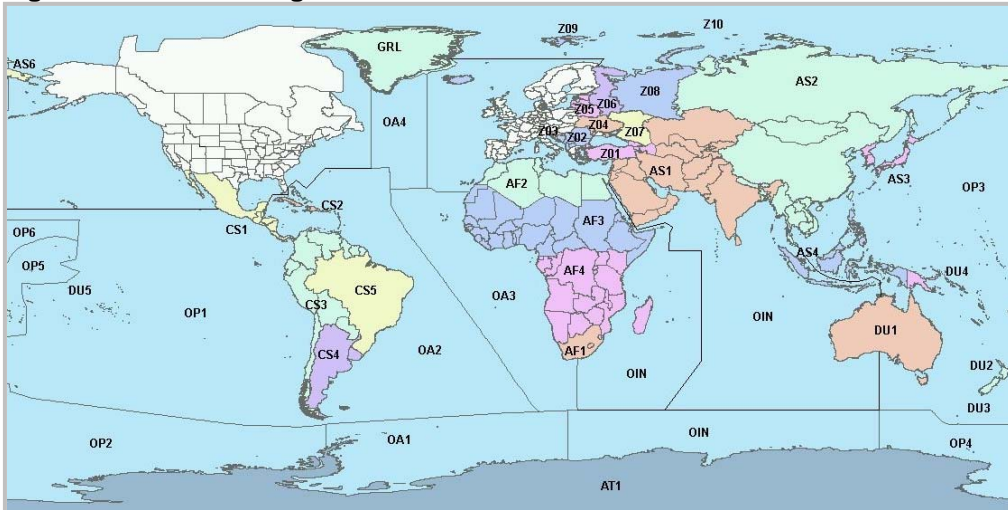 Z10
Z09
GRL
AS6
AS2
Z08
Z06
Z05
OA4
Z04
Z03
Z07
Z02
Z01
AS1
AS3
AF2
OP3
CS2
AF3
CS1
OP6
AS4
OP5
AF4
DU4
DU5
CS5
OA3
CS3
OP1
OIN
DU1
OA2
AF1
CS4
DU2
OIN
DU3
OIN
OP2
OA1
OP4
AT1